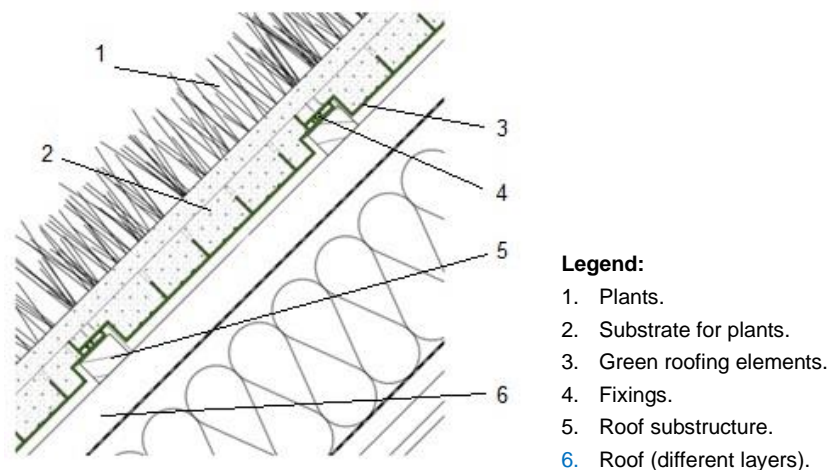 1
2
3
4
5
6
Legend:
1. Plants.
2. Substrate for plants.
3. Green roofing elements.
4. Fixings.
5. Roof substructure.
6. Roof (different layers).